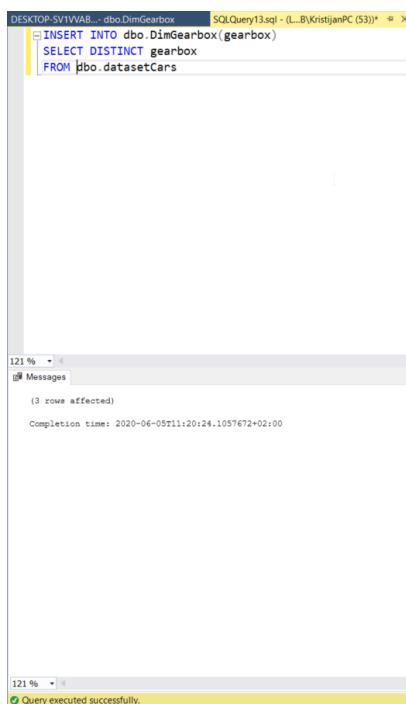 DESKTOP-SV1VVAB...- dbo.DimGearbox SQLQuery13.sql - (L...B\KristijanPC (53))*
INSERT INTO dbo.DimGearbox(gearbox)
SELECT DISTINCT gearbox
FROM dbo.datasetCars
121 %
Messages
(3 rows affected)
Completion time: 2020-06-05T11:20:24.1057672+02:00
121 %
Query executed successfully.